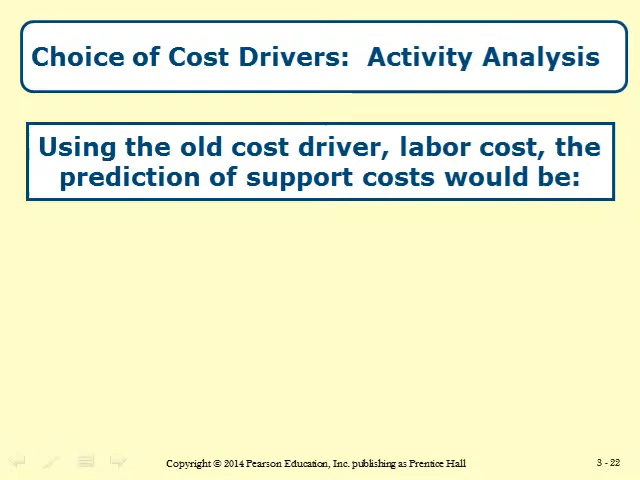 Choice of Cost Drivers:  Activity Analysis
Using the old cost driver, labor cost, the
prediction of support costs would be:
Copyright © 2014 Pearson Education, Inc. publishing as Prentice Hall
3 - 22